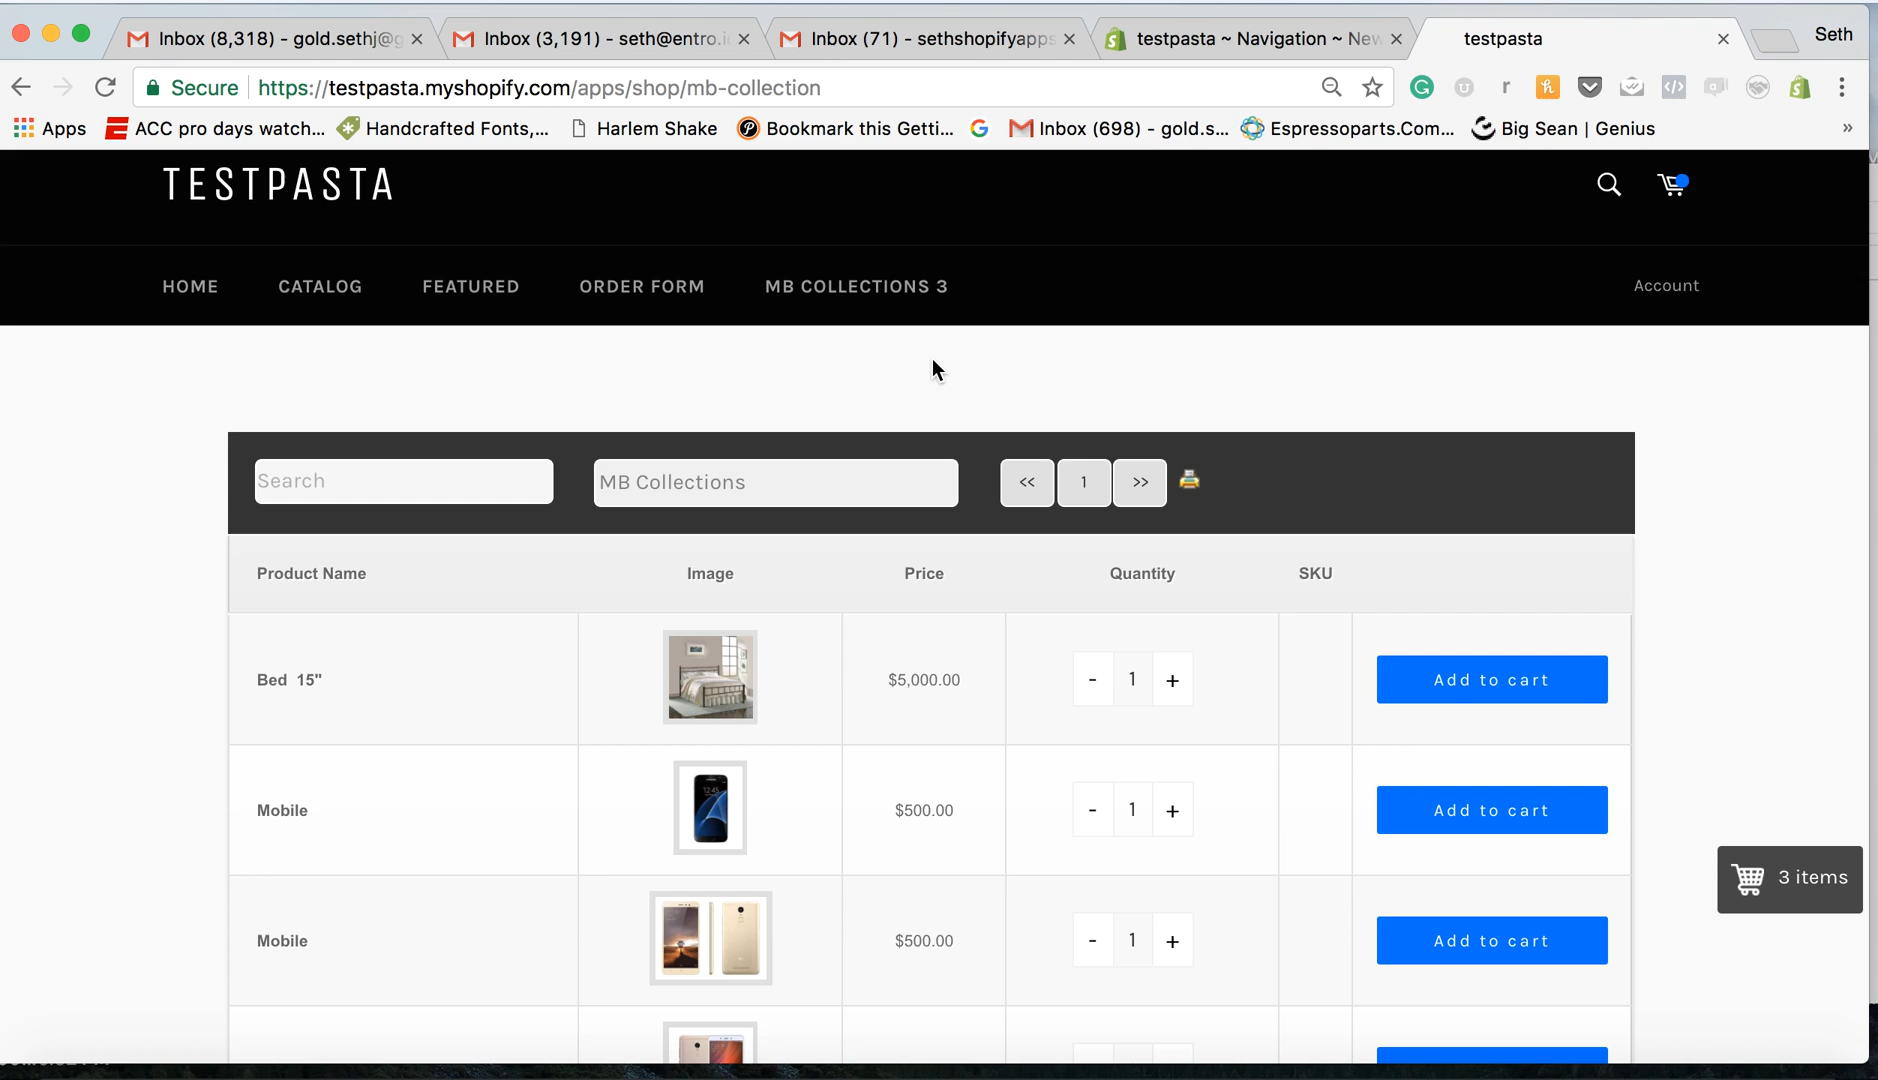 Inbox (8,318) - gold.sethj@g
Inbox (3,191) - seth@entro.i
Inbox (71) - sethshopifyapps
testpasta ~ Navigation ~ New
testpasta
Seth
Secure
https://testpasta.myshopify.com/apps/shop/mb-collection
Apps
ACC pro days watch...
Handcrafted Fonts,...
Harlem Shake
Bookmark this Getti...
Inbox (698) - gold.s...
Espressoparts.Com...
Big Sean | Genius
»
TESTPASTA
HOME
CATALOG
FEATURED
ORDER FORM
MB COLLECTIONS 3
Account
Search
MB Collections
<<
1
>>
Product Name
Image
Price
Quantity
SKU
Bed 15"
$5,000.00
- 1 +
Add to cart
Mobile
12:45
$500.00
- 1 +
Add to cart
Mobile
$500.00
- 1 +
Add to cart
3 items